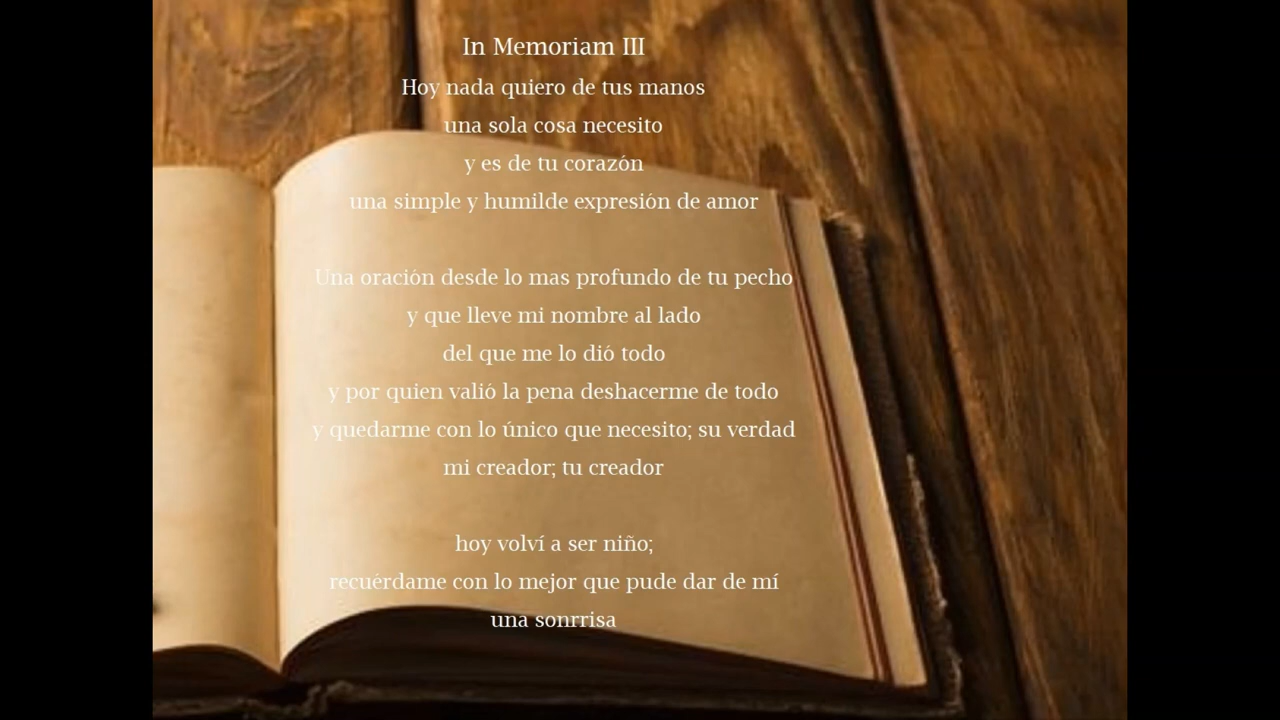 In Memoriam III
Hoy nada quiero de tus manos
una sola cosa necesito
y es de tu corazón
una simple y humilde expresión de amor
Una oración desde lo mas profundo de tu pecho
y que lleve mi nombre al lado
del que me lo dió todo
y por quien valió la pena deshacerme de todo
y quedarme con lo único que necesito; su verdad
mi creador; tu creador
hoy volví a ser niño;
recuérdame con lo mejor que pude dar de mí
una sonrrisa